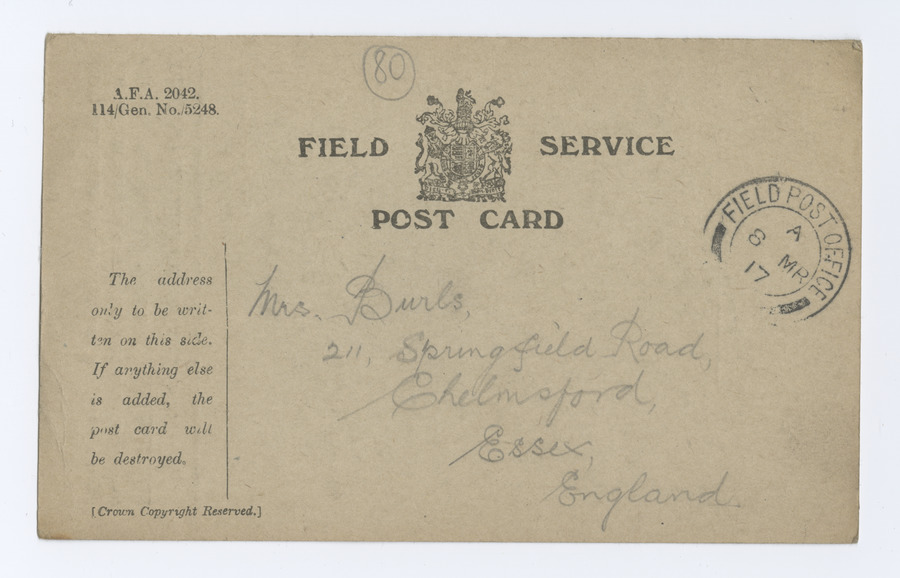 80
A.F.A. 2042.
114/Gen. No./5248.
FIELD SERVICE
POST CARD
FIELD POST OFFICE
A
8 MR
17
The address
only to be writ-
ten on this side.
If anything else
is added, the
post card will
be destroyed.
[Crown Copyright Reserved.]
Mrs. Burls,
211, Springfield Road,
Chelmsford,
Essex,
England.